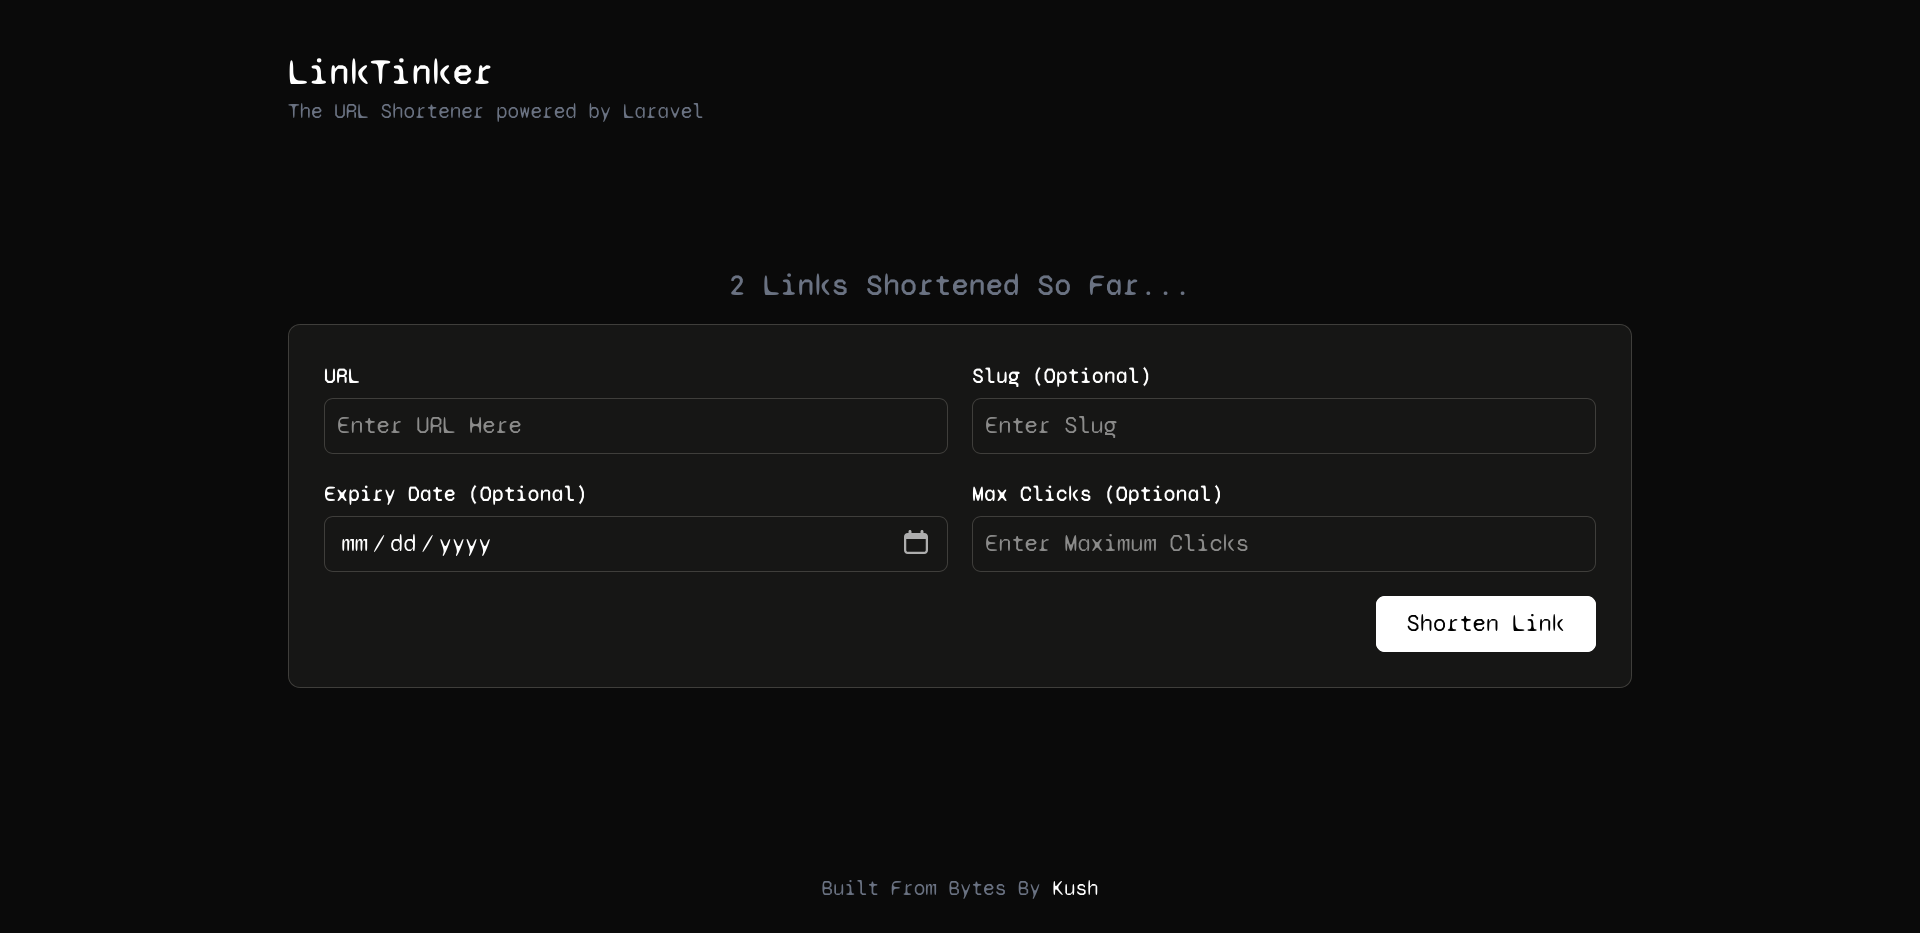 LinkTinker
The URL Shortener powered by Laravel
2 Links Shortened So Far...
URL
Enter URL Here
Slug (Optional)
Enter Slug
Expiry Date (Optional)
mm/dd/yyyy
Max Clicks (Optional)
Enter Maximum Clicks
Shorten Link
Built From Bytes By Kush